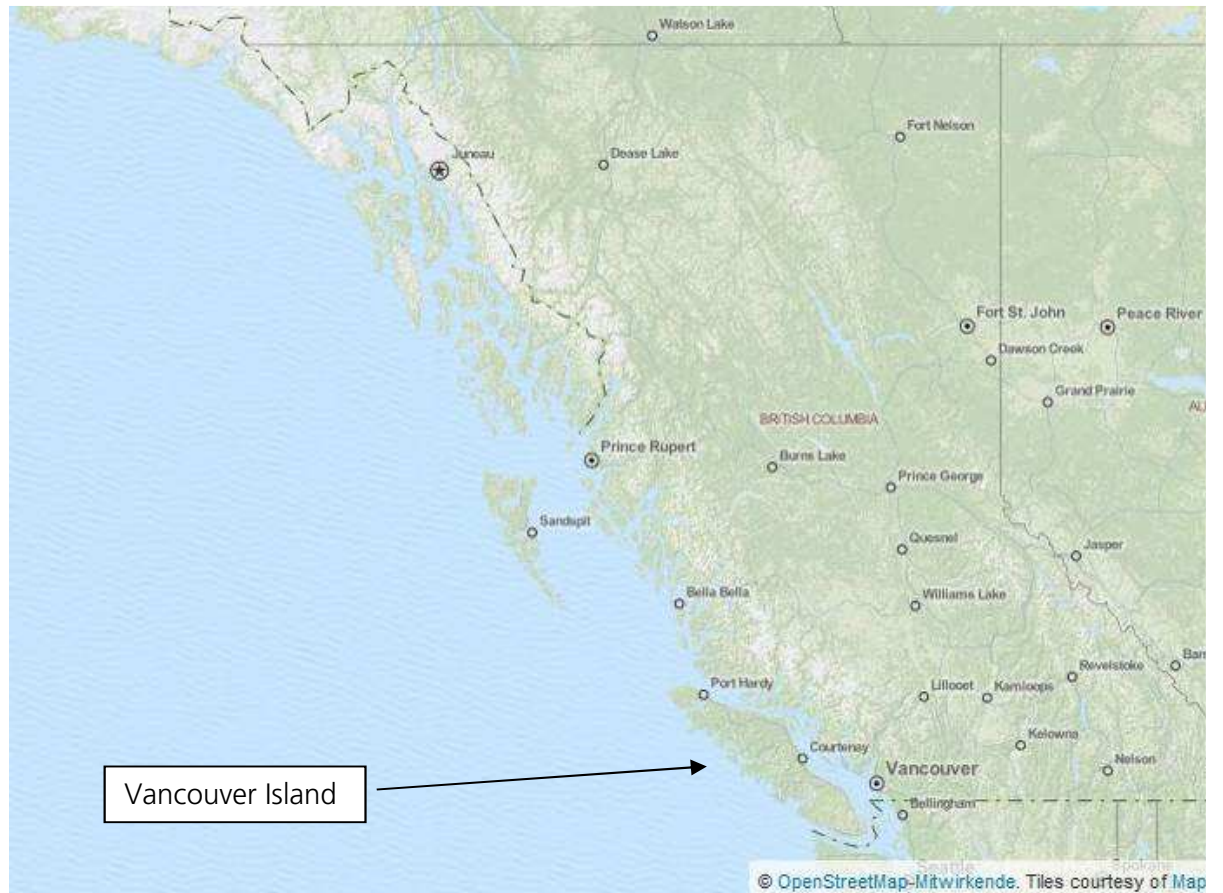 Watson Lake
Fort Nelson
Juneau
Dease Lake
Fort St. John
Peace River
Dawson Creek
Grand Prairie
BRITISH COLUMBIA
Prince Rupert
Burns Lake
Prince George
Sandspit
Quesnel
Jasper
Bella Bella
Williams Lake
Revelstoke
Port Hardy
Lillooet
Kamloops
Courtenay
Kelowna
Vancouver
Nelson
Vancouver Island
Bellingham
Seattle
Spokane
© OpenStreetMap-Mitwirkende. Tiles courtesy of Map